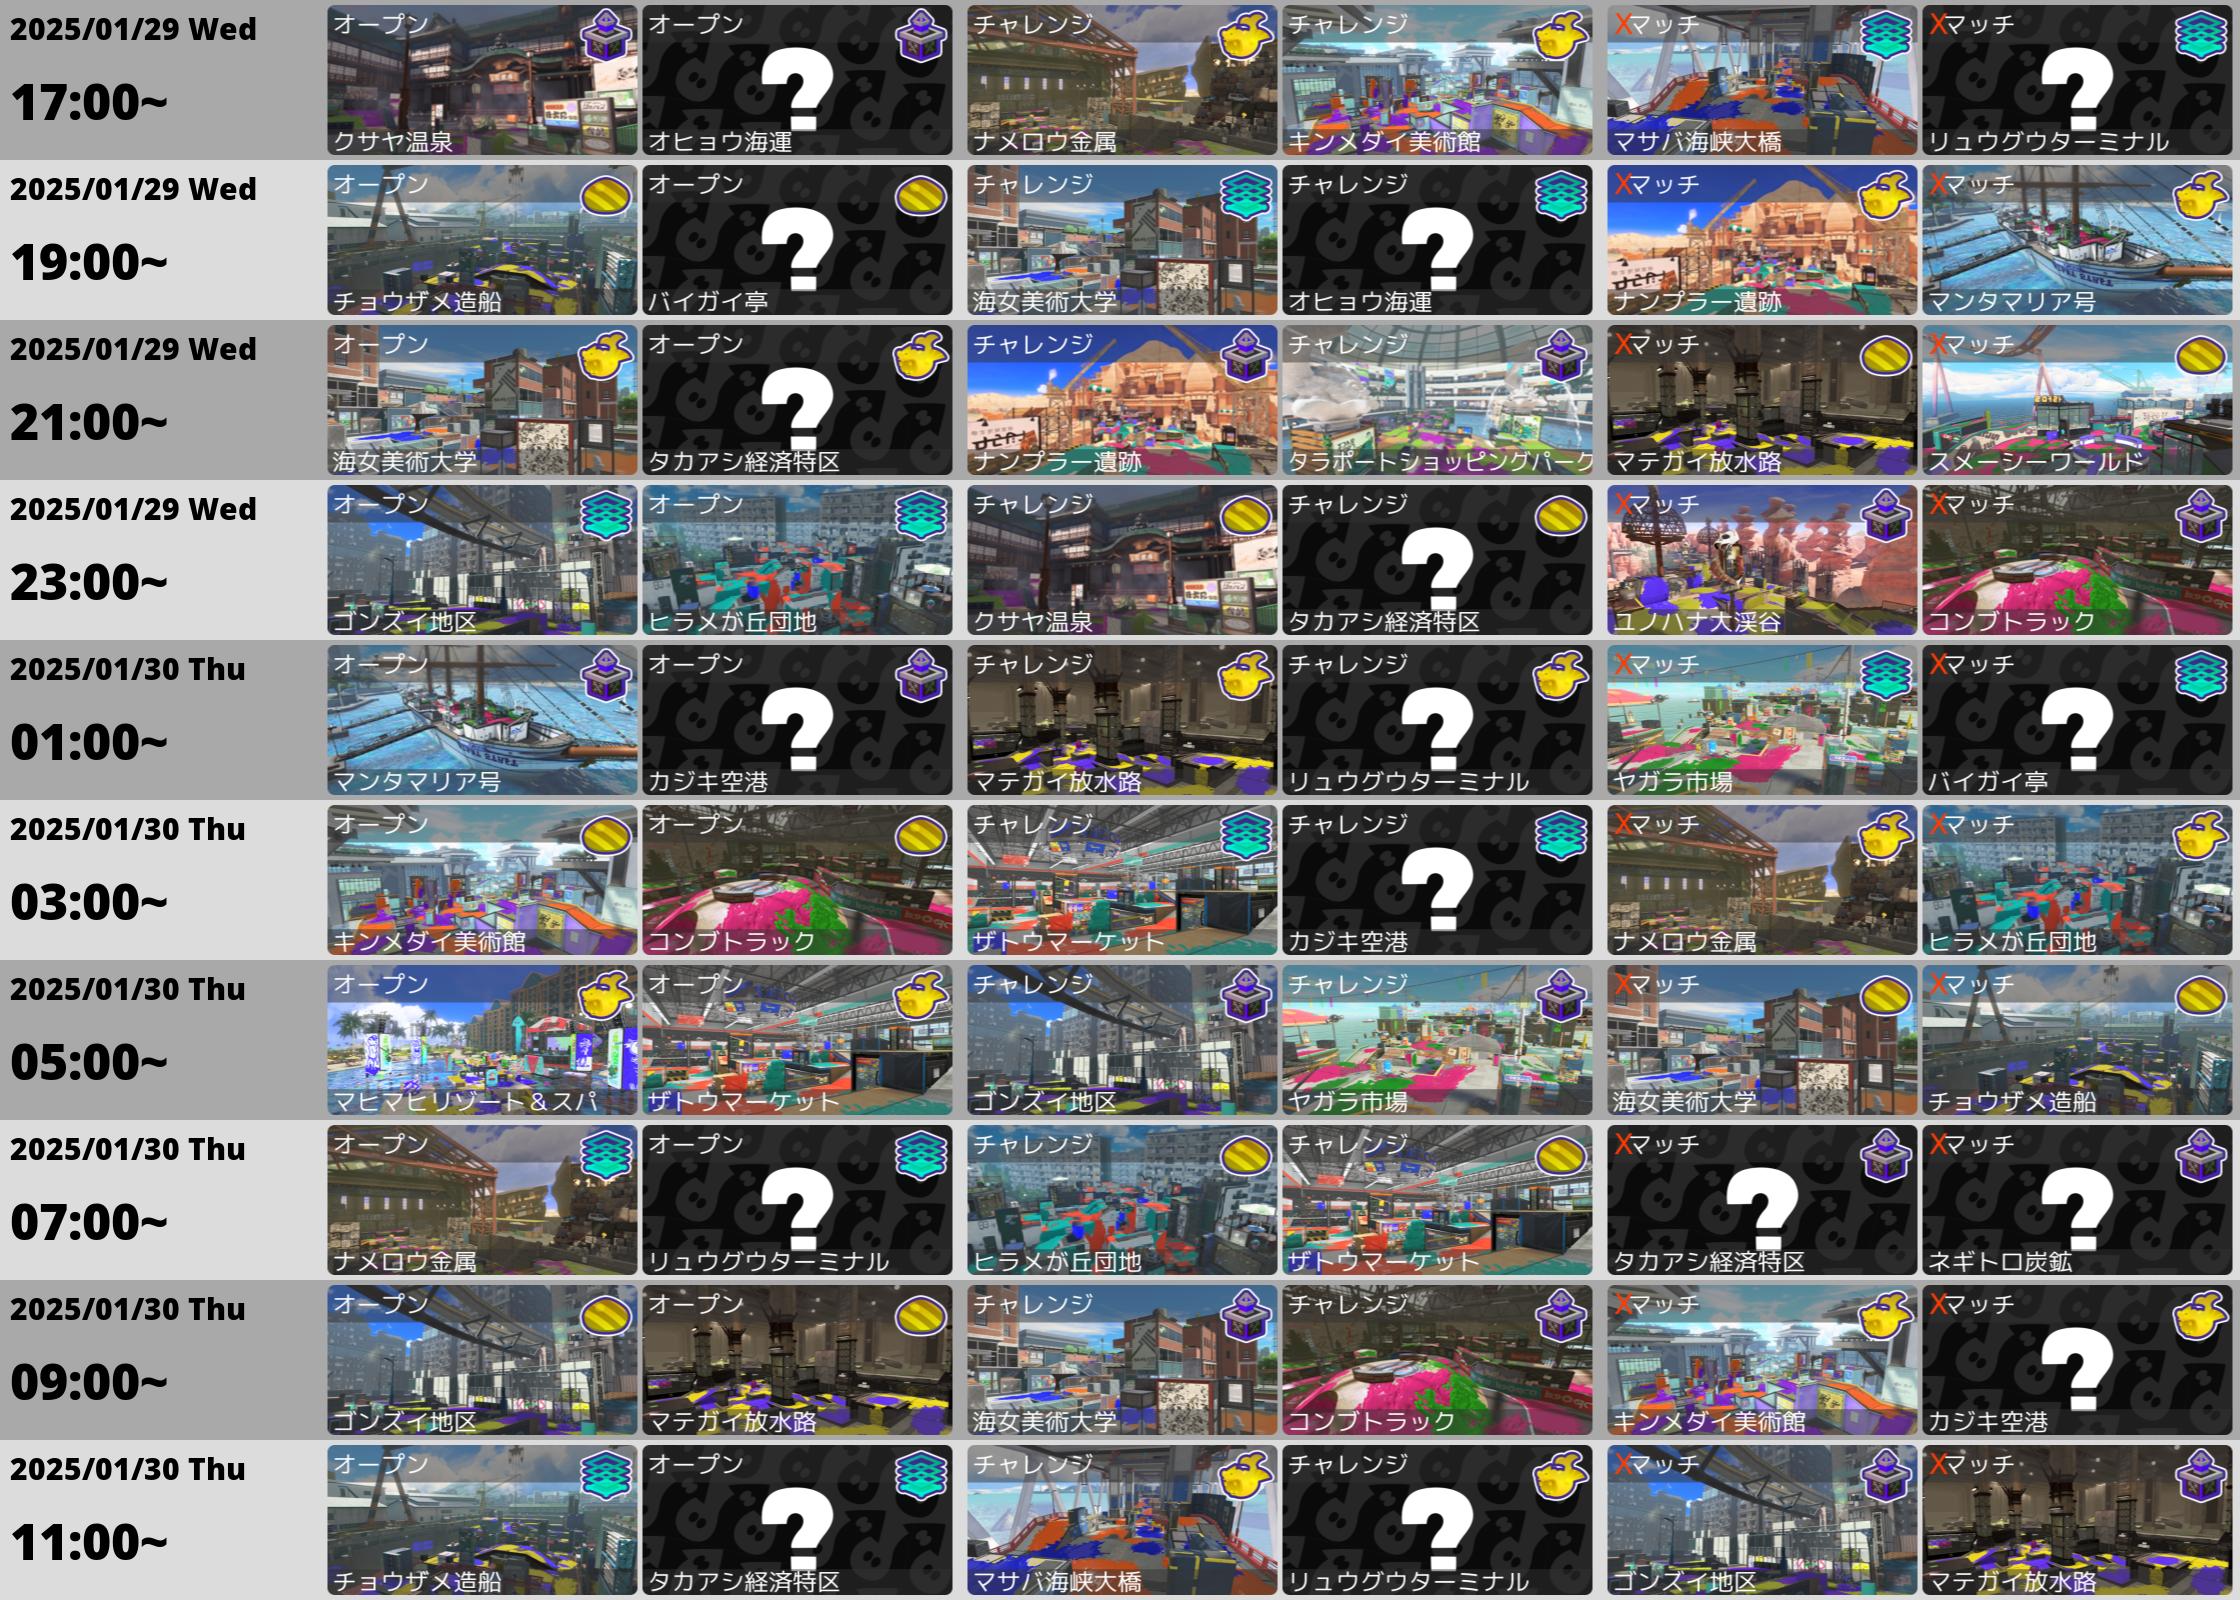 2025/01/29 Wed
17:00~
オープン
クサヤ温泉
オープン
オヒョウ海運
チャレンジ
ナメロウ金属
チャレンジ
キンメダイ美術館
Xマッチ
マサバ海峡大橋
Xマッチ
リュウグウターミナル
2025/01/29 Wed
19:00~
オープン
チョウザメ造船
オープン
バイガイ亭
チャレンジ
海女美術大学
チャレンジ
オヒョウ海運
Xマッチ
ナンプラー遺跡
Xマッチ
マンタマリア号
2025/01/29 Wed
21:00~
オープン
海女美術大学
オープン
タカアシ経済特区
チャレンジ
ナンプラー遺跡
チャレンジ
タラポートショッピングパーク
Xマッチ
マテガイ放水路
Xマッチ
スメーシーワールド
2025/01/29 Wed
23:00~
オープン
ゴンズイ地区
オープン
ヒラメが丘団地
チャレンジ
クサヤ温泉
チャレンジ
タカアシ経済特区
Xマッチ
ユノハナ大渓谷
Xマッチ
コンブトラック
2025/01/30 Thu
01:00~
オープン
マンタマリア号
オープン
カジキ空港
チャレンジ
マテガイ放水路
チャレンジ
リュウグウターミナル
Xマッチ
ヤガラ市場
Xマッチ
バイガイ亭
2025/01/30 Thu
03:00~
オープン
キンメダイ美術館
オープン
コンブトラック
チャレンジ
ザトウマーケット
チャレンジ
カジキ空港
Xマッチ
ナメロウ金属
Xマッチ
ヒラメが丘団地
2025/01/30 Thu
05:00~
オープン
マヒマヒリゾート＆スパ
オープン
ザトウマーケット
チャレンジ
ゴンズイ地区
チャレンジ
ヤガラ市場
Xマッチ
海女美術大学
Xマッチ
チョウザメ造船
2025/01/30 Thu
07:00~
オープン
ナメロウ金属
オープン
リュウグウターミナル
チャレンジ
ヒラメが丘団地
チャレンジ
ザトウマーケット
Xマッチ
タカアシ経済特区
Xマッチ
ネギトロ炭鉱
2025/01/30 Thu
09:00~
オープン
ゴンズイ地区
オープン
マテガイ放水路
チャレンジ
海女美術大学
チャレンジ
コンブトラック
Xマッチ
キンメダイ美術館
Xマッチ
カジキ空港
2025/01/30 Thu
11:00~
オープン
チョウザメ造船
オープン
タカアシ経済特区
チャレンジ
マサバ海峡大橋
チャレンジ
リュウグウターミナル
Xマッチ
ゴンズイ地区
Xマッチ
マテガイ放水路